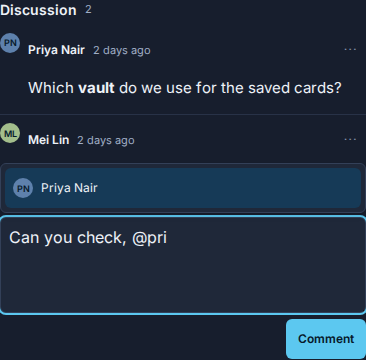 Discussion 2
PN Priya Nair 2 days ago ...
Which vault do we use for the saved cards?
ML Mei Lin 2 days ago ...
PN Priya Nair
Can you check, @pri
Comment